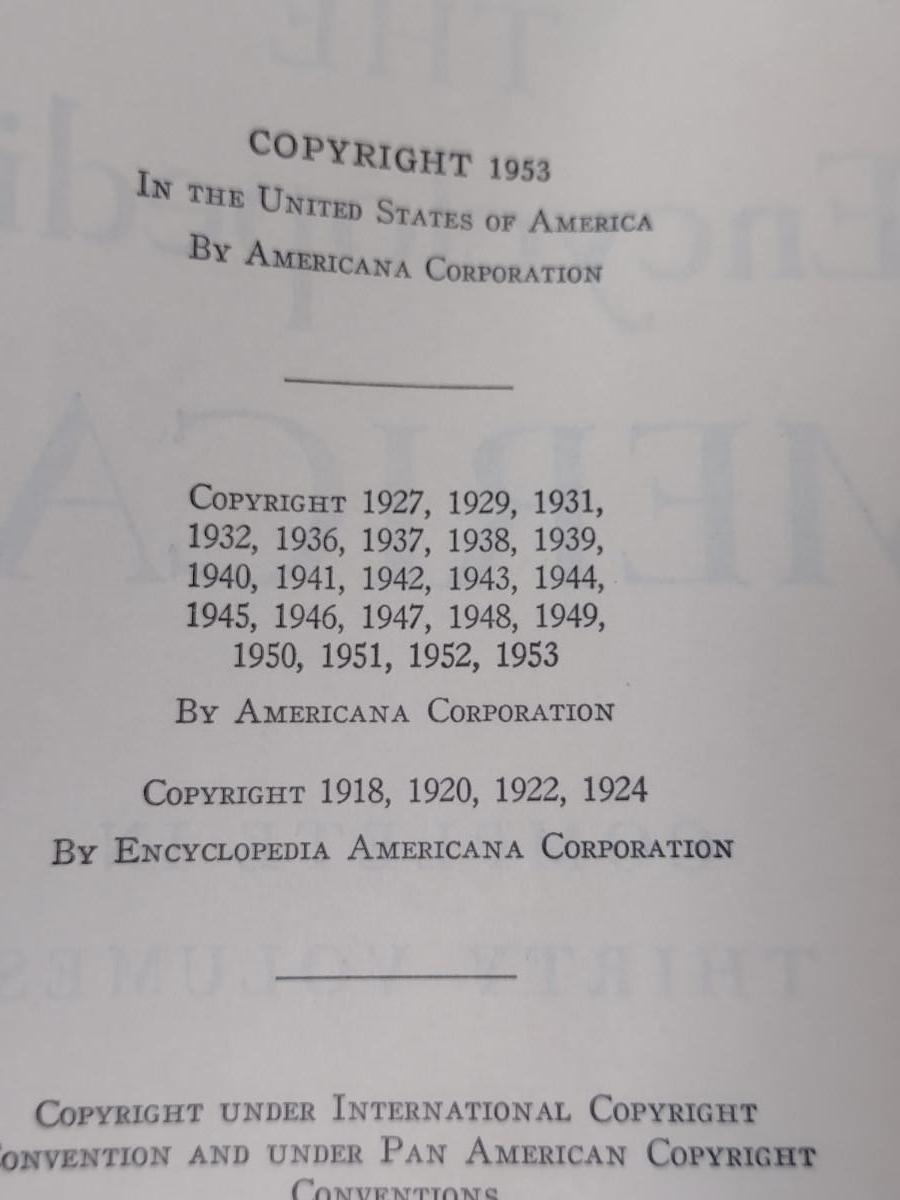 COPYRIGHT 1953
IN THE UNITED STATES OF AMERICA
BY AMERICANA CORPORATION
COPYRIGHT 1927, 1929, 1931,
1932, 1936, 1937, 1938, 1939,
1940, 1941, 1942, 1943, 1944,
1945, 1946, 1947, 1948, 1949,
1950, 1951, 1952, 1953
BY AMERICANA CORPORATION
COPYRIGHT 1918, 1920, 1922, 1924
BY ENCYCLOPEDIA AMERICANA CORPORATION
COPYRIGHT UNDER INTERNATIONAL COPYRIGHT
ONVENTION AND UNDER PAN AMERICAN COPYRIGHT
CONVENTIONS